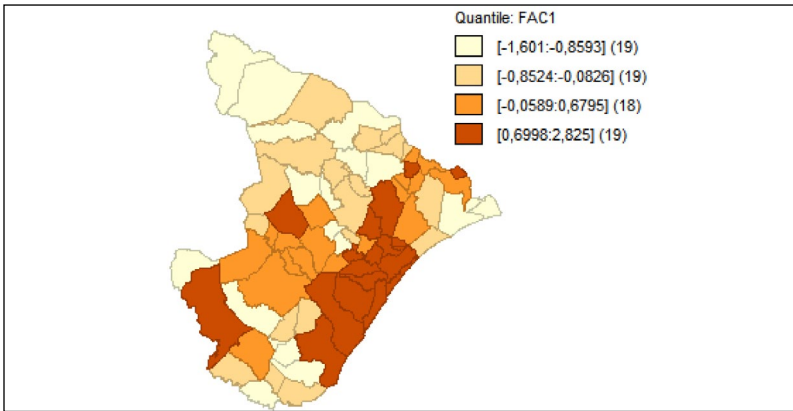 Quantile: FAC1
[-1,601:-0,8593] (19)
[-0,8524:-0,0826] (19)
[-0,0589:0,6795] (18)
[0,6998:2,825] (19)